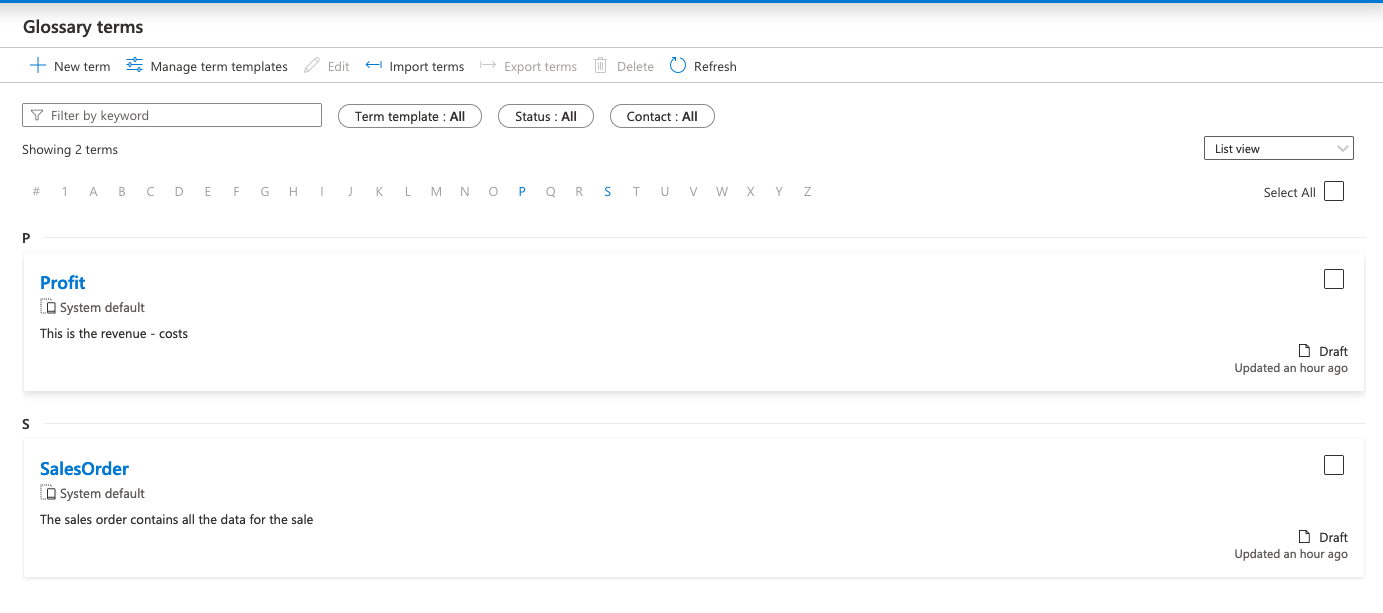 Glossary terms
New term Manage term templates Edit Import terms Export terms Delete Refresh
Filter by keyword Term template : All Status : All Contact : All
Showing 2 terms List view
# 1 A B C D E F G H I J K L M N O P Q R S T U V W X Y Z Select All
P
Profit
System default
This is the revenue - costs
Draft
Updated an hour ago
S
SalesOrder
System default
The sales order contains all the data for the sale
Draft
Updated an hour ago